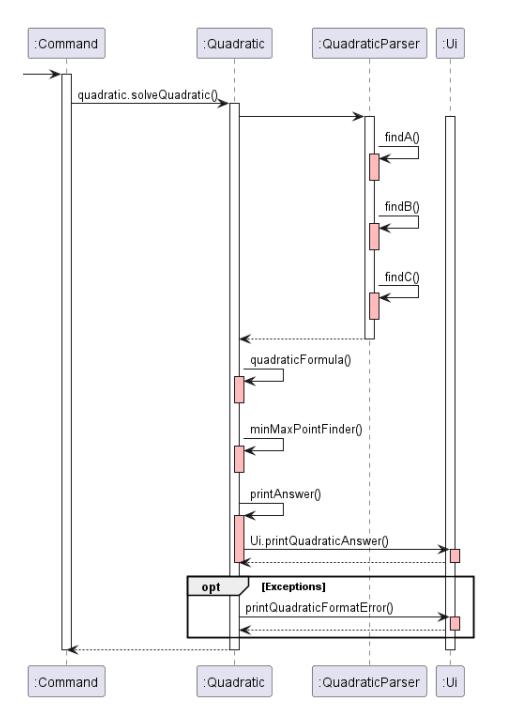 :Command :Quadratic :QuadraticParser :Ui
quadratic.solveQuadratic()
findA()
findB()
findC()
quadraticFormula()
minMaxPointFinder()
printAnswer()
Ui.printQuadraticAnswer()
opt [Exceptions]
printQuadraticFormatError()
:Command :Quadratic :QuadraticParser :Ui